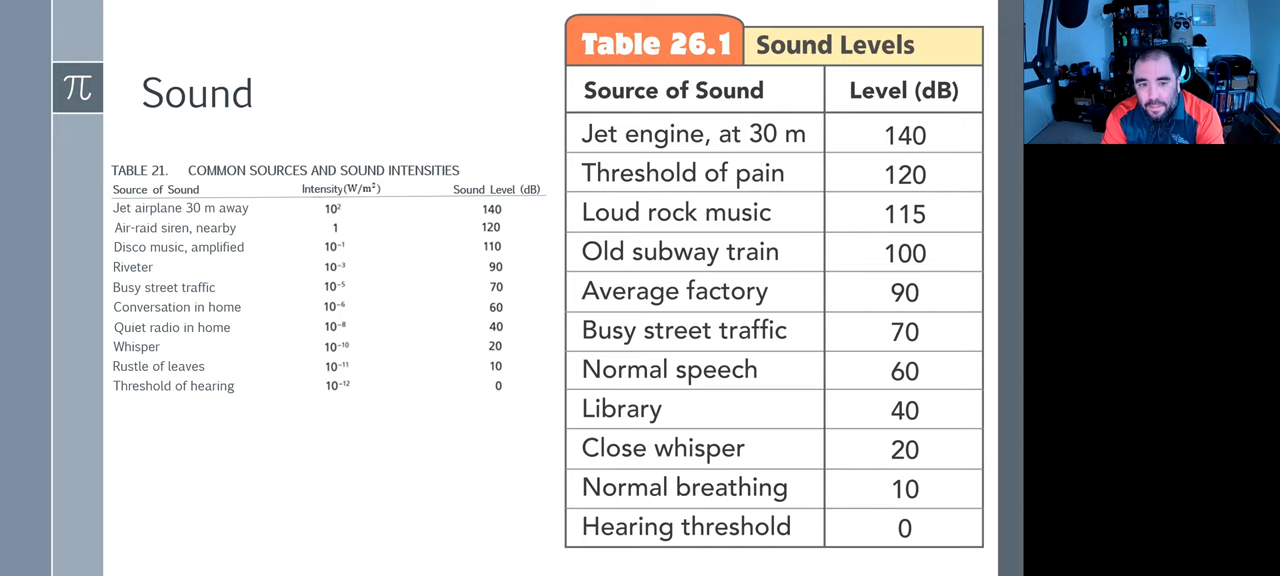 π
Sound
TABLE 21. COMMON SOURCES AND SOUND INTENSITIES
Source of Sound Intensity(W/m²) Sound Level (dB)
Jet airplane 30 m away 10² 140
Air-raid siren, nearby 1 120
Disco music, amplified 10⁻¹ 110
Riveter 10⁻³ 90
Busy street traffic 10⁻⁵ 70
Conversation in home 10⁻⁶ 60
Quiet radio in home 10⁻⁸ 40
Whisper 10⁻¹⁰ 20
Rustle of leaves 10⁻¹¹ 10
Threshold of hearing 10⁻¹² 0
Table 26.1 Sound Levels
Source of Sound Level (dB)
Jet engine, at 30 m 140
Threshold of pain 120
Loud rock music 115
Old subway train 100
Average factory 90
Busy street traffic 70
Normal speech 60
Library 40
Close whisper 20
Normal breathing 10
Hearing threshold 0